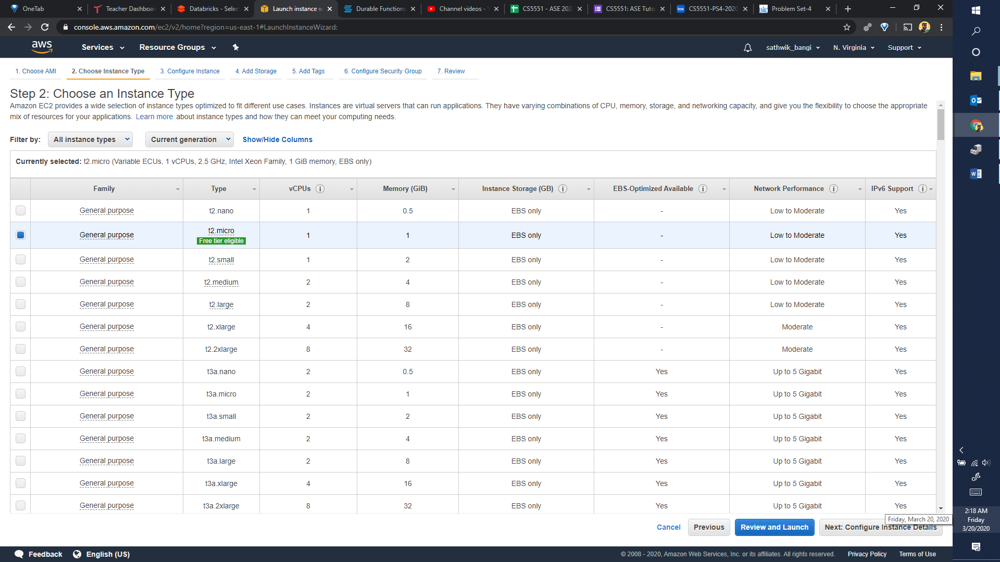 OneTab
Teacher Dashboar
Databricks - Selec
Launch instance w
Durable Functions
Channel videos - Y
CS5551 - ASE 202
CS5551: ASE Tuto
CS5551-PS4-2020
Problem Set-4
console.aws.amazon.com/ec2/v2/home?region=us-east-1#LaunchInstanceWizard:
aws Services Resource Groups sathwik_bangi N. Virginia Support
1. Choose AMI 2. Choose Instance Type 3. Configure Instance 4. Add Storage 5. Add Tags 6. Configure Security Group 7. Review
Step 2: Choose an Instance Type
Amazon EC2 provides a wide selection of instance types optimized to fit different use cases. Instances are virtual servers that can run applications. They have varying combinations of CPU, memory, storage, and networking capacity, and give you the flexibility to choose the appropriate
mix of resources for your applications. Learn more about instance types and how they can meet your computing needs.
Filter by: All instance types Current generation Show/Hide Columns
Currently selected: t2.micro (Variable ECUs, 1 vCPUs, 2.5 GHz, Intel Xeon Family, 1 GiB memory, EBS only)
Family Type vCPUs Memory (GiB) Instance Storage (GB) EBS-Optimized Available Network Performance IPv6 Support
General purpose t2.nano 1 0.5 EBS only - Low to Moderate Yes
General purpose t2.micro 1 1 EBS only - Low to Moderate Yes
Free tier eligible
General purpose t2.small 1 2 EBS only - Low to Moderate Yes
General purpose t2.medium 2 4 EBS only - Low to Moderate Yes
General purpose t2.large 2 8 EBS only - Low to Moderate Yes
General purpose t2.xlarge 4 16 EBS only - Moderate Yes
General purpose t2.2xlarge 8 32 EBS only - Moderate Yes
General purpose t3a.nano 2 0.5 EBS only Yes Up to 5 Gigabit Yes
General purpose t3a.micro 2 1 EBS only Yes Up to 5 Gigabit Yes
General purpose t3a.small 2 2 EBS only Yes Up to 5 Gigabit Yes
General purpose t3a.medium 2 4 EBS only Yes Up to 5 Gigabit Yes
General purpose t3a.large 2 8 EBS only Yes Up to 5 Gigabit Yes
General purpose t3a.xlarge 4 16 EBS only Yes Up to 5 Gigabit Yes
General purpose t3a.2xlarge 8 32 EBS only Yes Up to 5 Gigabit Yes
Cancel Previous Review and Launch Next: Configure Instance Details
Friday, March 20, 2020
2:18 AM
Friday
3/20/2020
Feedback English (US) © 2008 - 2020, Amazon Web Services, Inc. or its affiliates. All rights reserved. Privacy Policy Terms of Use